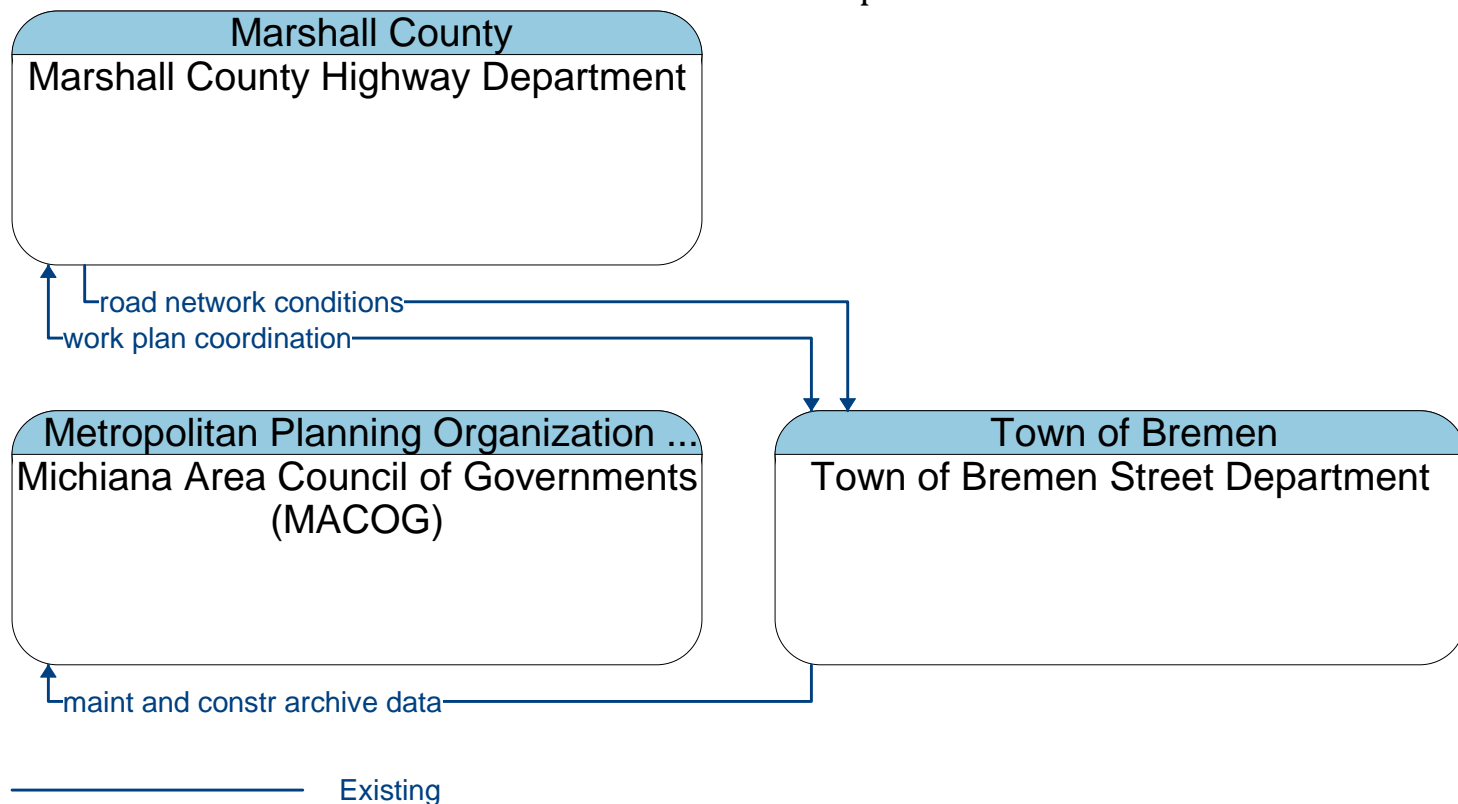 Marshall County
Marshall County Highway Department
road network conditions
work plan coordination
Metropolitan Planning Organization ...
Michiana Area Council of Governments
(MACOG)
Town of Bremen
Town of Bremen Street Department
maint and constr archive data
Existing